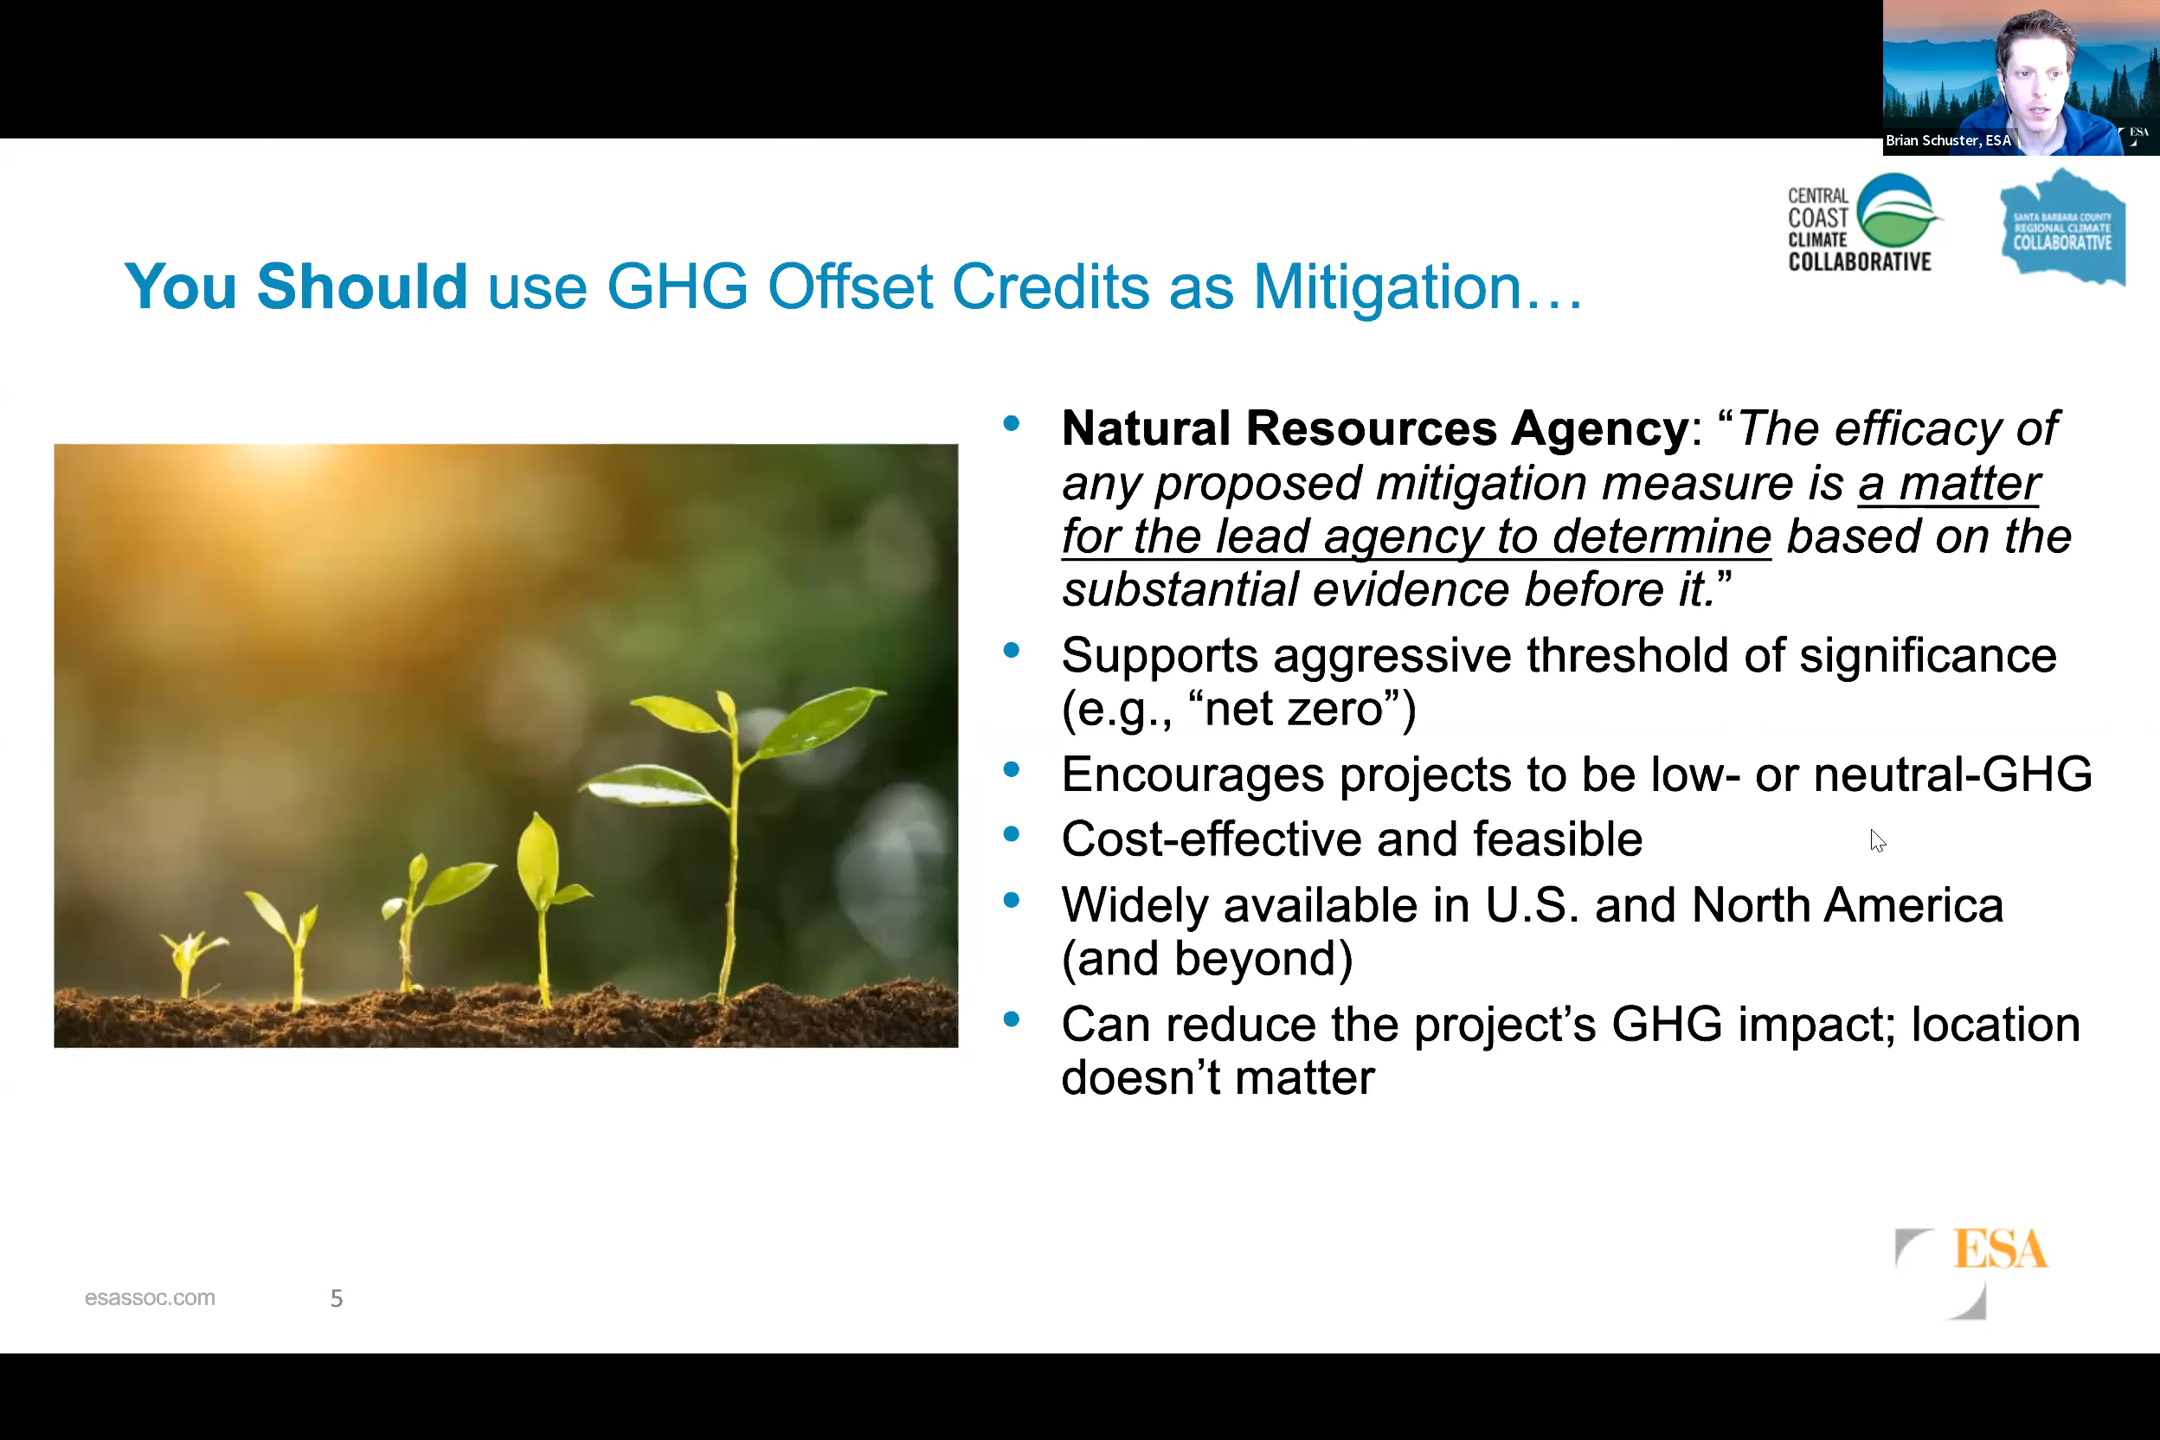 Brian Schuster, ESA
ESA
CENTRAL
COAST
CLIMATE
COLLABORATIVE
SANTA BARBARA COUNTY
REGIONAL CLIMATE
COLLABORATIVE
You Should use GHG Offset Credits as Mitigation…
• Natural Resources Agency: “The efficacy of
any proposed mitigation measure is a matter
for the lead agency to determine based on the
substantial evidence before it.”
• Supports aggressive threshold of significance
(e.g., “net zero”)
• Encourages projects to be low- or neutral-GHG
• Cost-effective and feasible
• Widely available in U.S. and North America
(and beyond)
• Can reduce the project’s GHG impact; location
doesn’t matter
ESA
esassoc.com 5